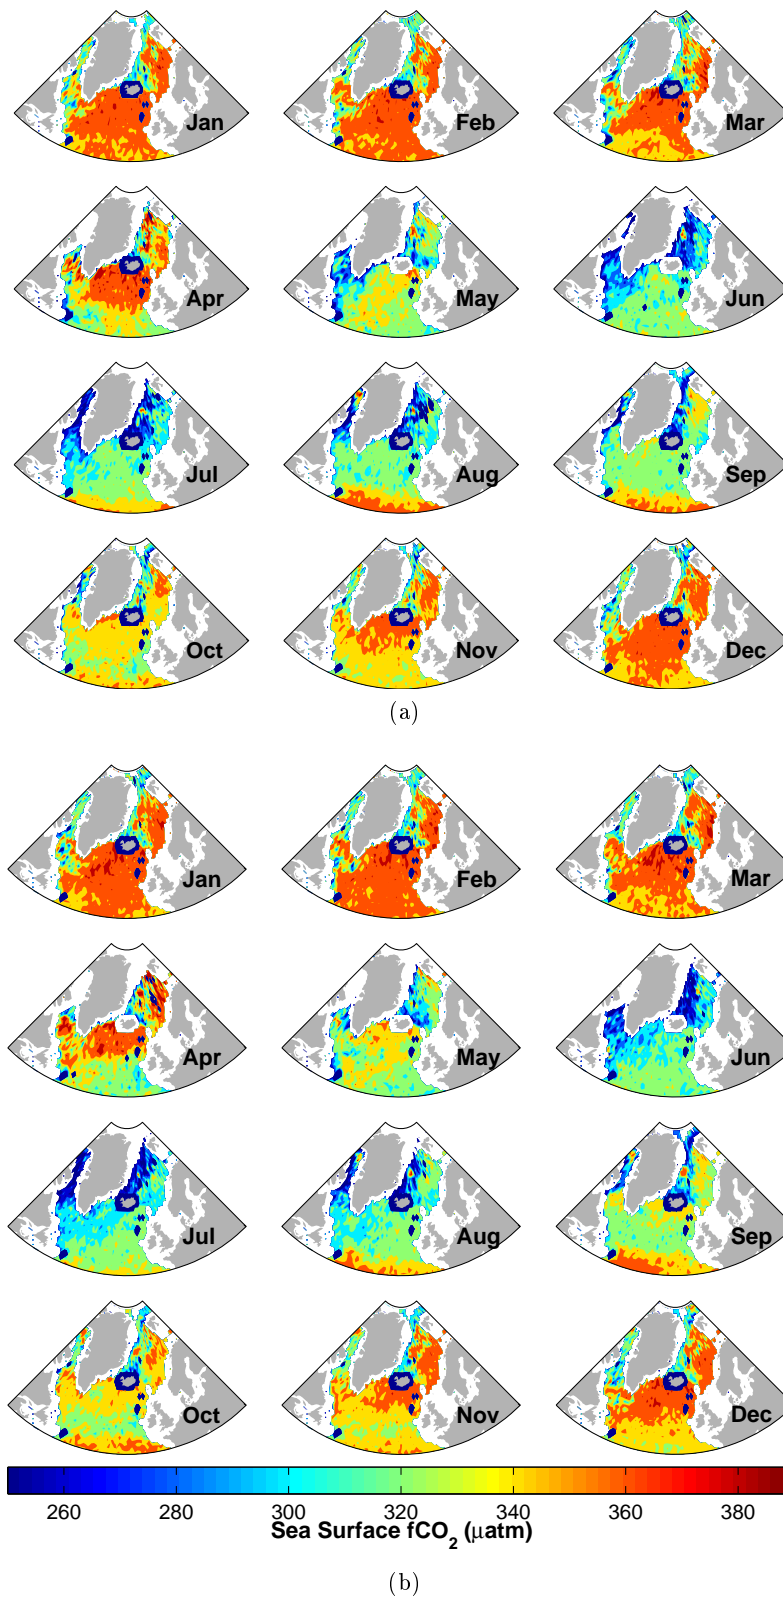 Jan Feb Mar
Apr May Jun
Jul Aug Sep
Oct Nov Dec
(a)
Jan Feb Mar
Apr May Jun
Jul Aug Sep
Oct Nov Dec
260 280 300 320 340 360 380
Sea Surface fCO₂ (μatm)
(b)